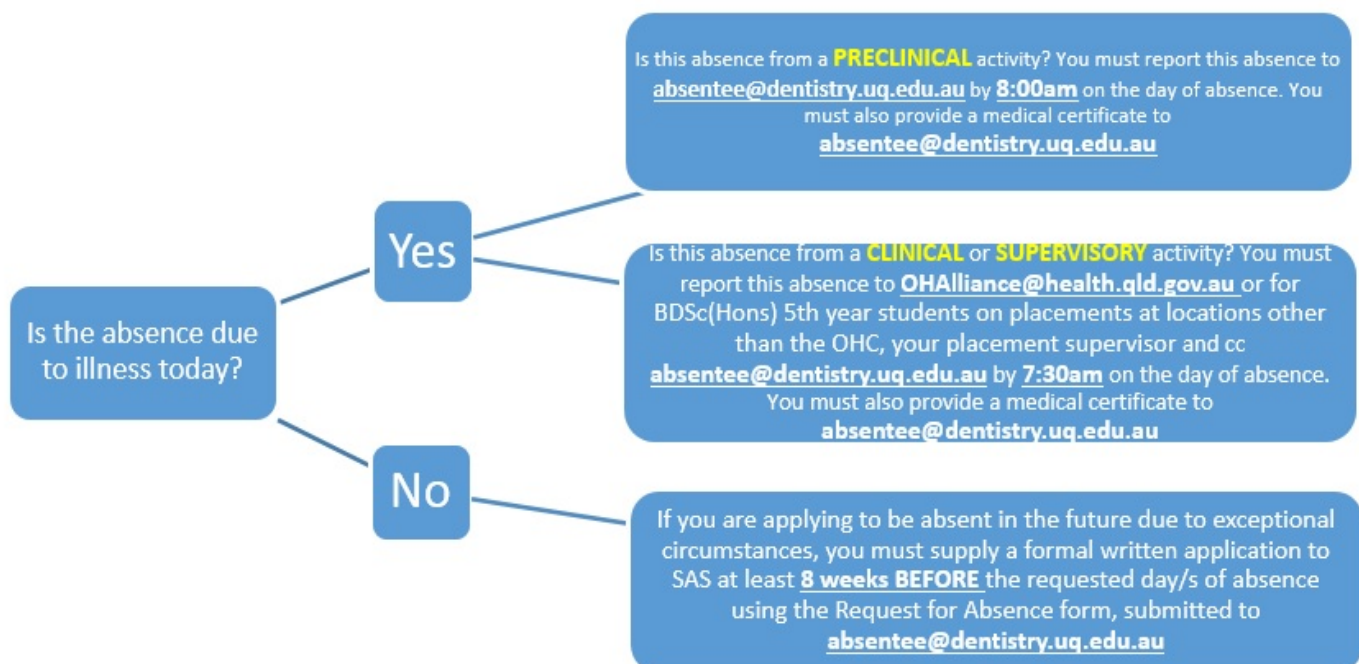 Is the absence due
to illness today?
Yes
Is this absence from a PRECLINICAL activity? You must report this absence to
absentee@dentistry.uq.edu.au by 8:00am on the day of absence. You
must also provide a medical certificate to
absentee@dentistry.uq.edu.au
Is this absence from a CLINICAL or SUPERVISORY activity? You must
report this absence to OHAlliance@health.qld.gov.au or for
BDSc(Hons) 5th year students on placements at locations other
than the OHC, your placement supervisor and cc
absentee@dentistry.uq.edu.au by 7:30am on the day of absence.
You must also provide a medical certificate to
absentee@dentistry.uq.edu.au
No
If you are applying to be absent in the future due to exceptional
circumstances, you must supply a formal written application to
SAS at least 8 weeks BEFORE the requested day/s of absence
using the Request for Absence form, submitted to
absentee@dentistry.uq.edu.au